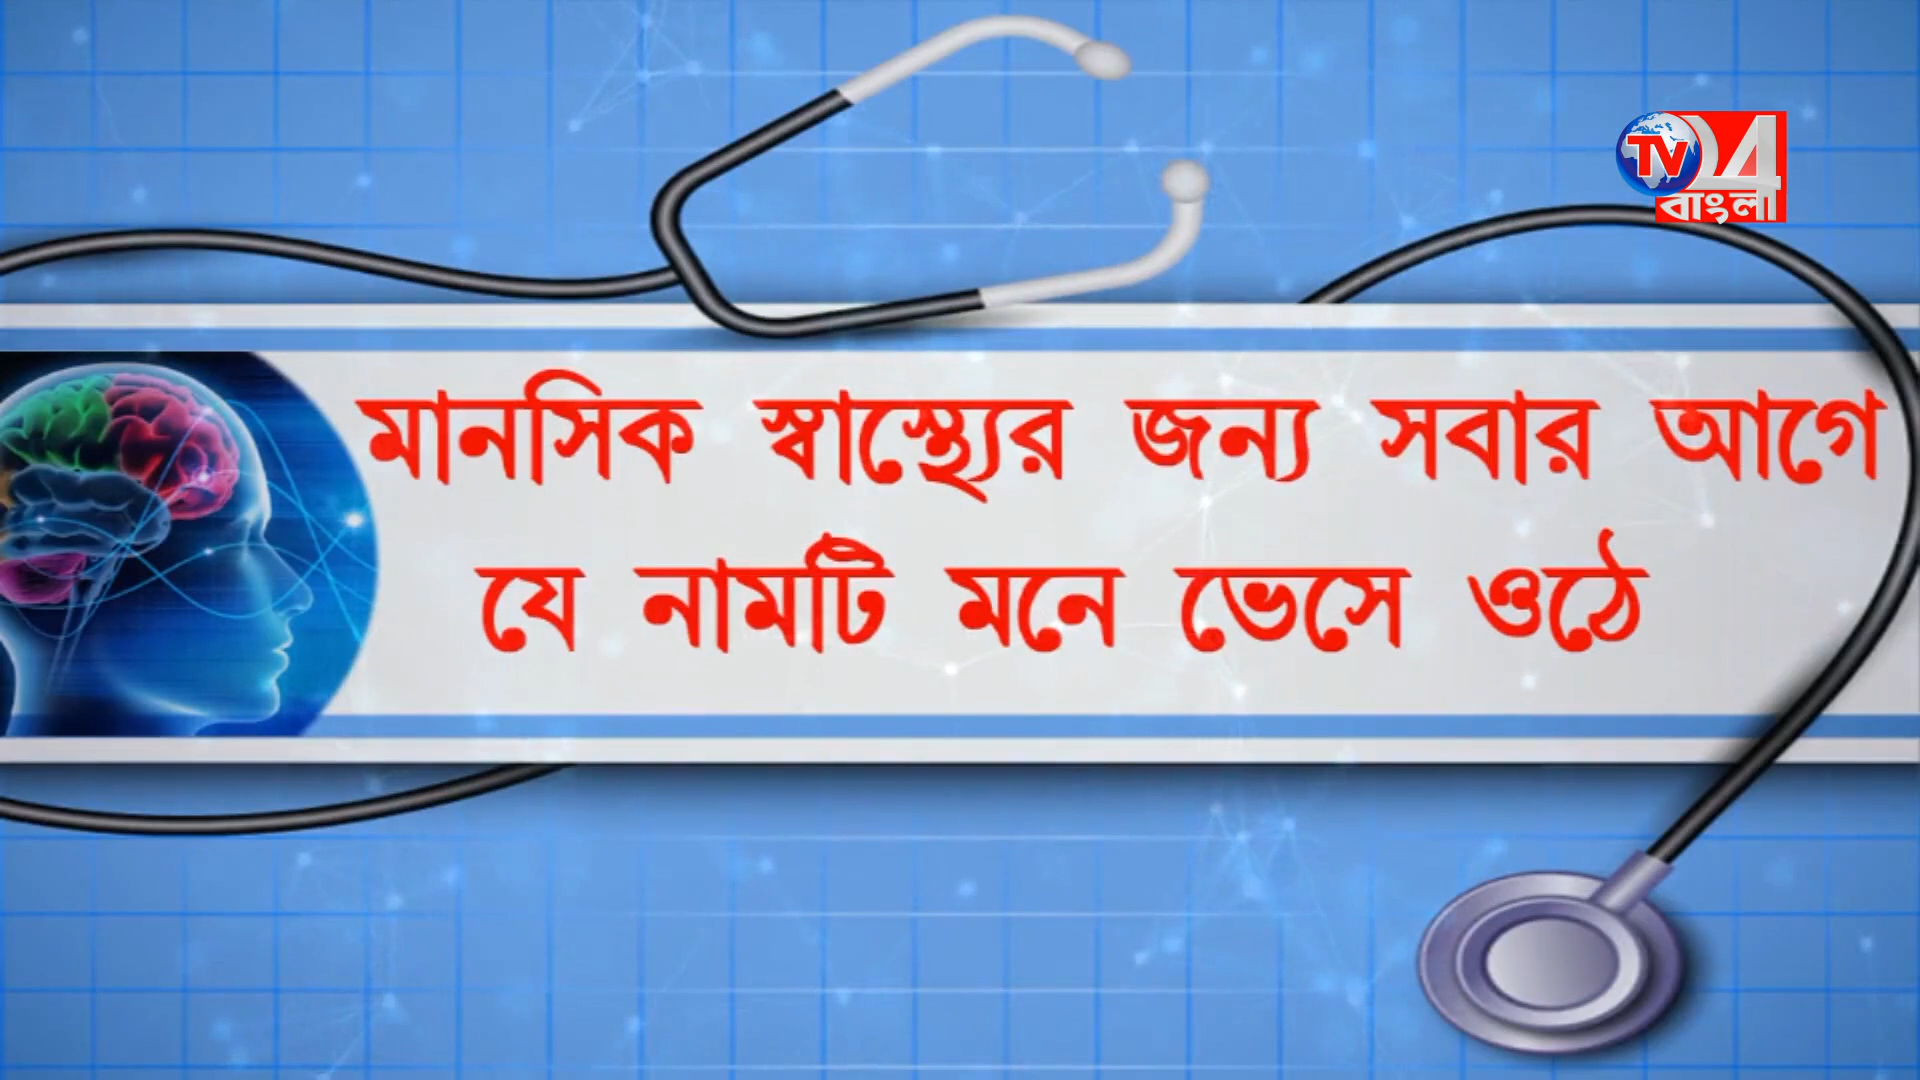 TV 24
বাংলা
মানসিক স্বাস্থ্যের জন্য সবার আগে
যে নামটি মনে ভেসে ওঠে